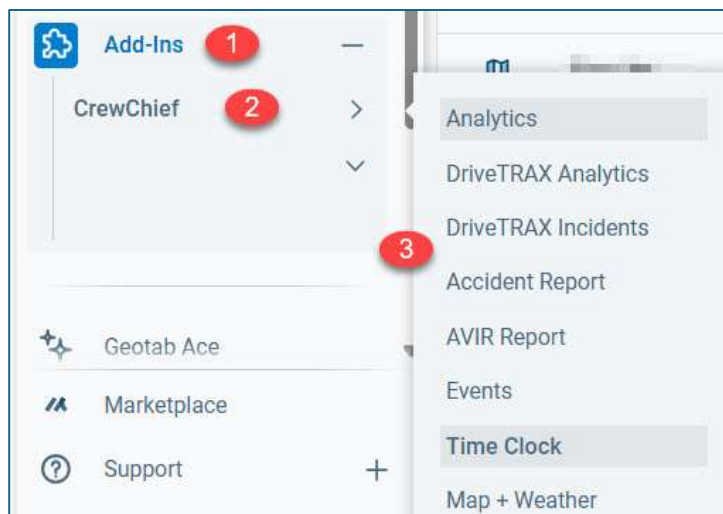 Add-Ins 1
CrewChief 2
Geotab Ace
Marketplace
Support
3
Analytics
DriveTRAX Analytics
DriveTRAX Incidents
Accident Report
AVIR Report
Events
Time Clock
Map + Weather